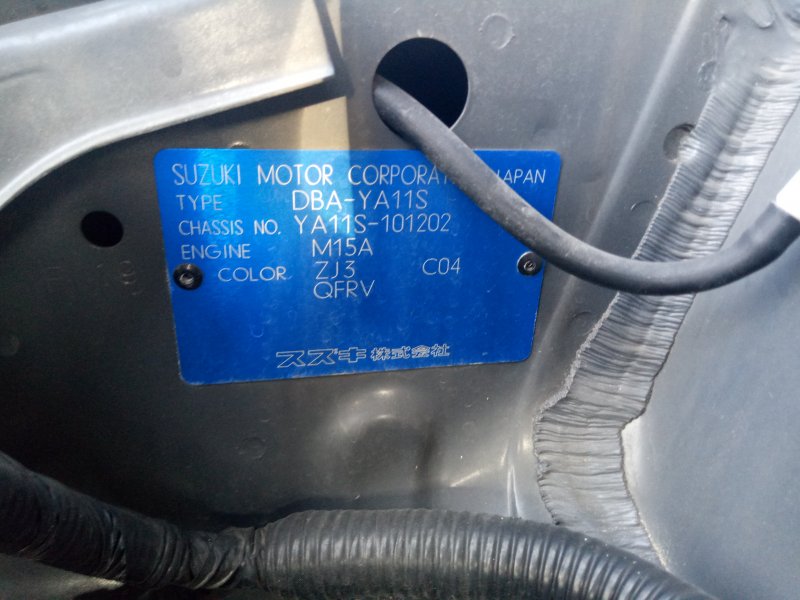 SUZUKI MOTOR CORPORAT JAPAN
TYPE DBA-YA11S
CHASSIS NO. YA11S-101202
ENGINE M15A
COLOR ZJ3 C04
QFRV
スズキ株式会社